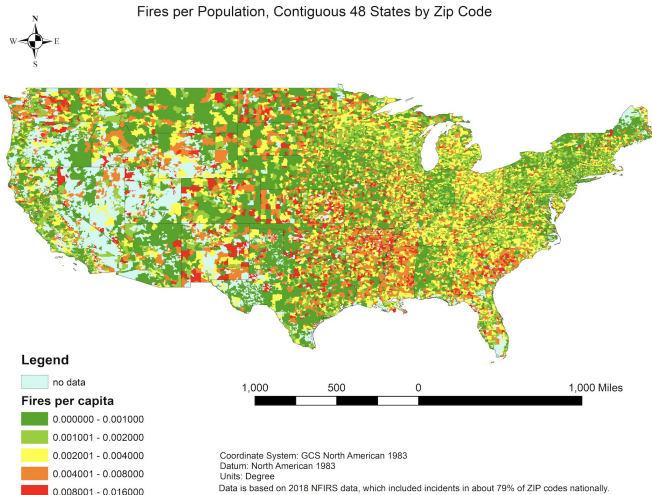 Fires per Population, Contiguous 48 States by Zip Code
N
W E
S
Legend
no data
Fires per capita
0.000000 - 0.001000
0.001001 - 0.002000
0.002001 - 0.004000
0.004001 - 0.008000
0.008001 - 0.016000
1,000 500 0 1,000 Miles
Coordinate System: GCS North American 1983
Datum: North American 1983
Units: Degree
Data is based on 2018 NFIRS data, which included incidents in about 79% of ZIP codes nationally.